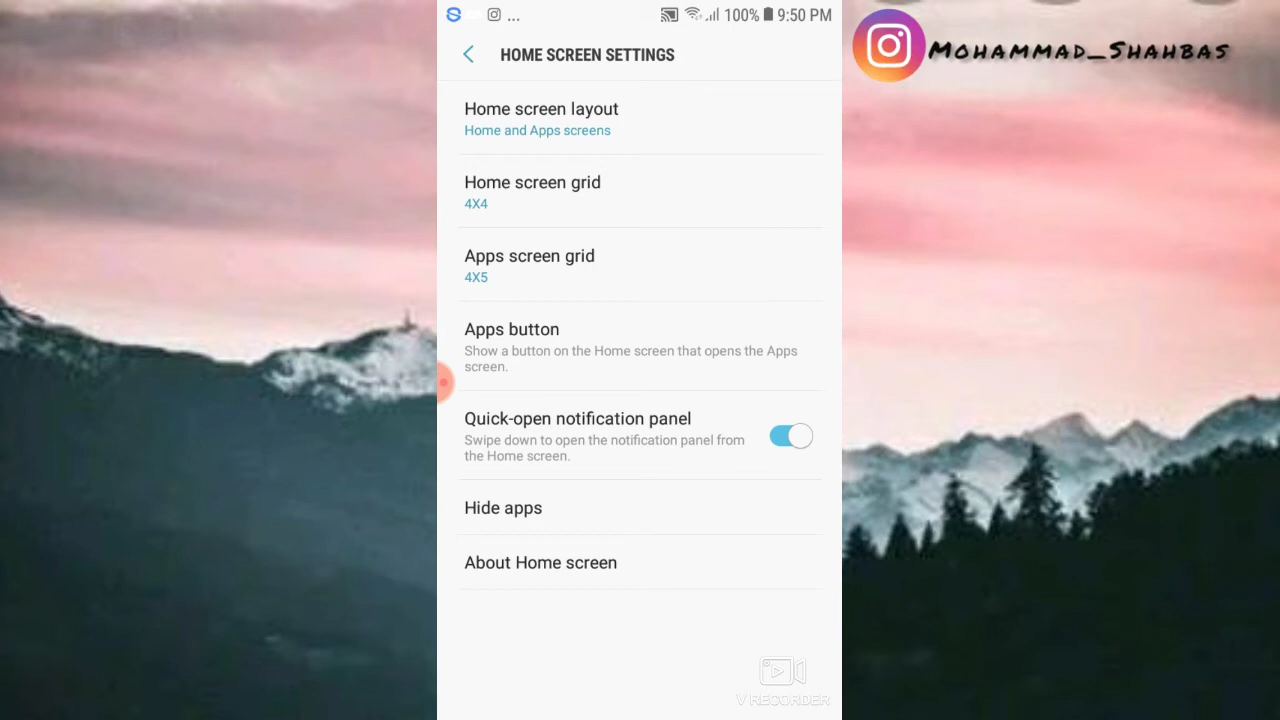 ... 100% 9:50 PM
HOME SCREEN SETTINGS
Home screen layout
Home and Apps screens
Home screen grid
4X4
Apps screen grid
4X5
Apps button
Show a button on the Home screen that opens the Apps
screen.
Quick-open notification panel
Swipe down to open the notification panel from
the Home screen.
Hide apps
About Home screen
V RECORDER
Mohammad_Shahbas